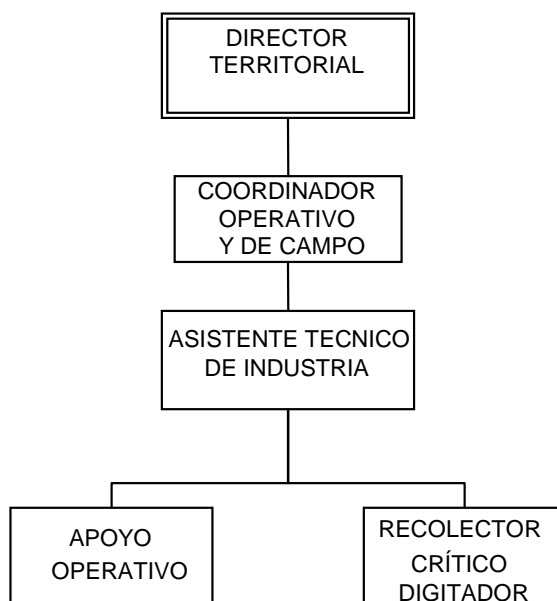 DIRECTOR
TERRITORIAL
COORDINADOR
OPERATIVO
Y DE CAMPO
ASISTENTE TECNICO
DE INDUSTRIA
APOYO
OPERATIVO
RECOLECTOR
CRÍTICO
DIGITADOR